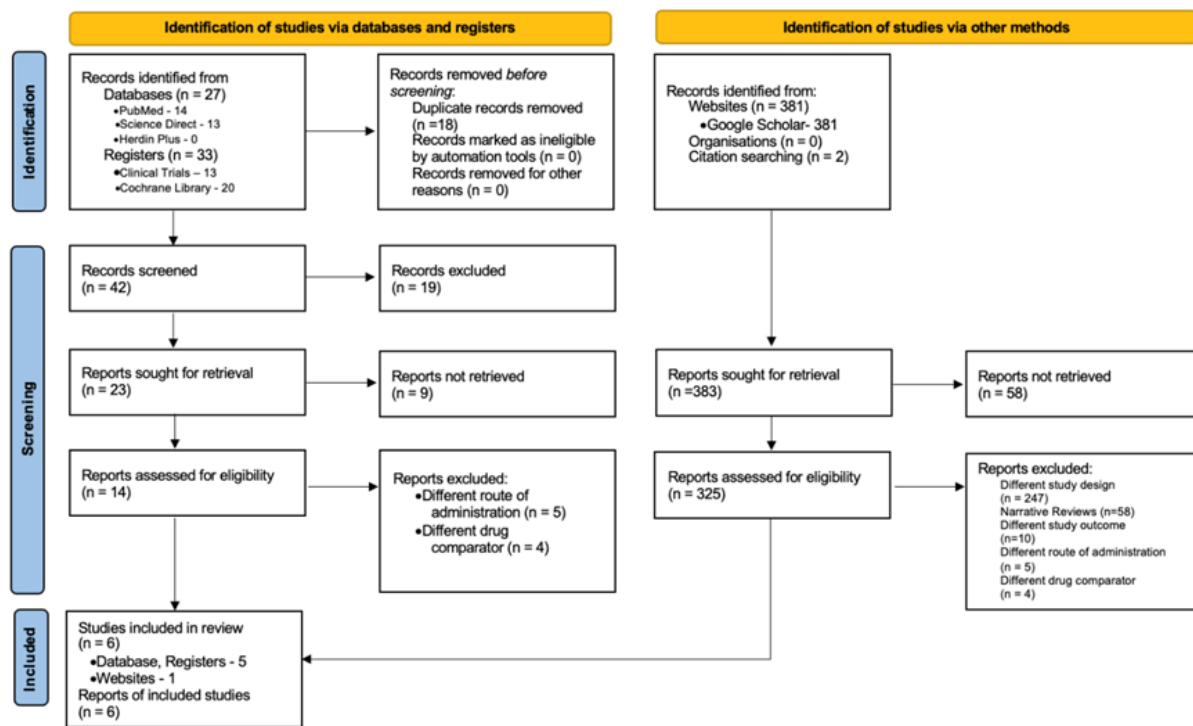 Identification of studies via databases and registers
Identification of studies via other methods
Identification
Records identified from
Databases (n = 27)
•PubMed - 14
•Science Direct - 13
•Herdin Plus - 0
Registers (n = 33)
•Clinical Trials – 13
•Cochrane Library - 20
Records removed before
screening:
Duplicate records removed
(n =18)
Records marked as ineligible
by automation tools (n = 0)
Records removed for other
reasons (n = 0)
Records identified from:
Websites (n = 381)
•Google Scholar- 381
Organisations (n = 0)
Citation searching (n = 2)
Screening
Records screened
(n = 42)
Records excluded
(n = 19)
Reports sought for retrieval
(n = 23)
Reports not retrieved
(n = 9)
Reports sought for retrieval
(n =383)
Reports not retrieved
(n = 58)
Reports assessed for eligibility
(n = 14)
Reports excluded:
•Different route of
administration (n = 5)
•Different drug
comparator (n = 4)
Reports assessed for eligibility
(n = 325)
Reports excluded:
Different study design
(n = 247)
Narrative Reviews (n=58)
Different study outcome
(n=10)
Different route of administration
(n = 5)
Different drug comparator
(n = 4)
Included
Studies included in review
(n = 6)
•Database, Registers - 5
•Websites - 1
Reports of included studies
(n = 6)